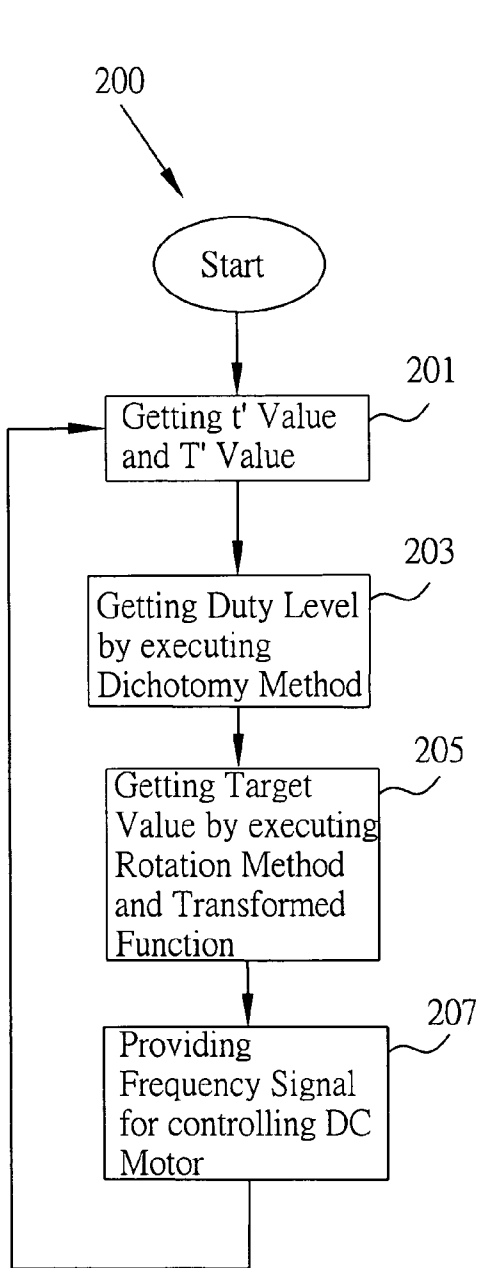 200
Start
201
Getting t' Value
and T' Value
203
Getting Duty Level
by executing
Dichotomy Method
205
Getting Target
Value by executing
Rotation Method
and Transformed
Function
207
Providing
Frequency Signal
for controlling DC
Motor